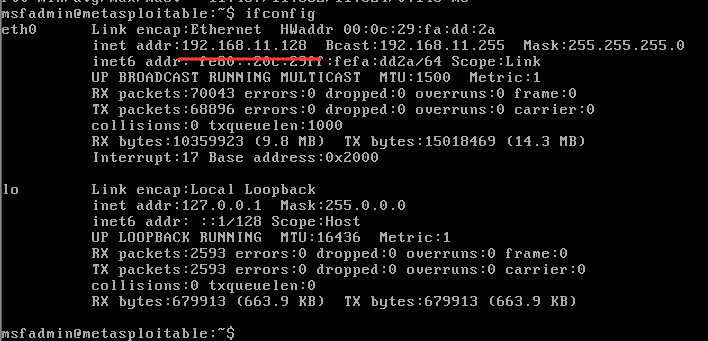 msfadmin@metasploitable:~$ ifconfig
eth0 Link encap:Ethernet HWaddr 00:0c:29:fa:dd:2a
inet addr:192.168.11.128 Bcast:192.168.11.255 Mask:255.255.255.0
inet6 addr: fe80::20c:29ff:fefa:dd2a/64 Scope:Link
UP BROADCAST RUNNING MULTICAST MTU:1500 Metric:1
RX packets:70043 errors:0 dropped:0 overruns:0 frame:0
TX packets:68896 errors:0 dropped:0 overruns:0 carrier:0
collisions:0 txqueuelen:1000
RX bytes:10359923 (9.8 MB) TX bytes:15018469 (14.3 MB)
Interrupt:17 Base address:0x2000
lo Link encap:Local Loopback
inet addr:127.0.0.1 Mask:255.0.0.0
inet6 addr: ::1/128 Scope:Host
UP LOOPBACK RUNNING MTU:16436 Metric:1
RX packets:2593 errors:0 dropped:0 overruns:0 frame:0
TX packets:2593 errors:0 dropped:0 overruns:0 carrier:0
collisions:0 txqueuelen:0
RX bytes:679913 (663.9 KB) TX bytes:679913 (663.9 KB)
msfadmin@metasploitable:~$